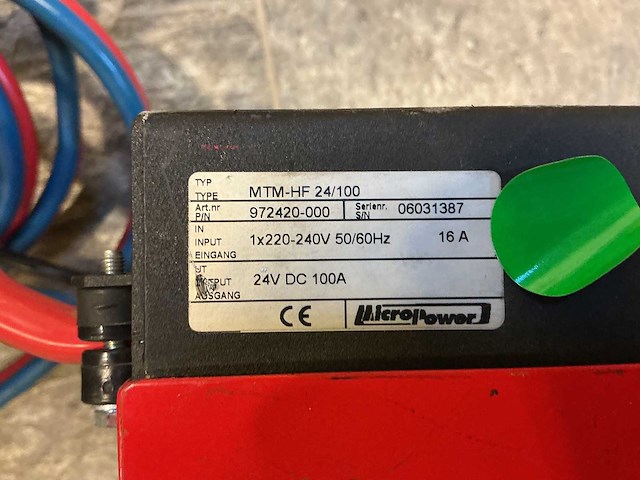 TYP
TYPE MTM-HF 24/100
Art.nr
P/N 972420-000 Serienr. S/N 06031387
IN
INPUT 1x220-240V 50/60Hz 16 A
EINGANG
24V DC 100A
AUSGANG
CE Micropower